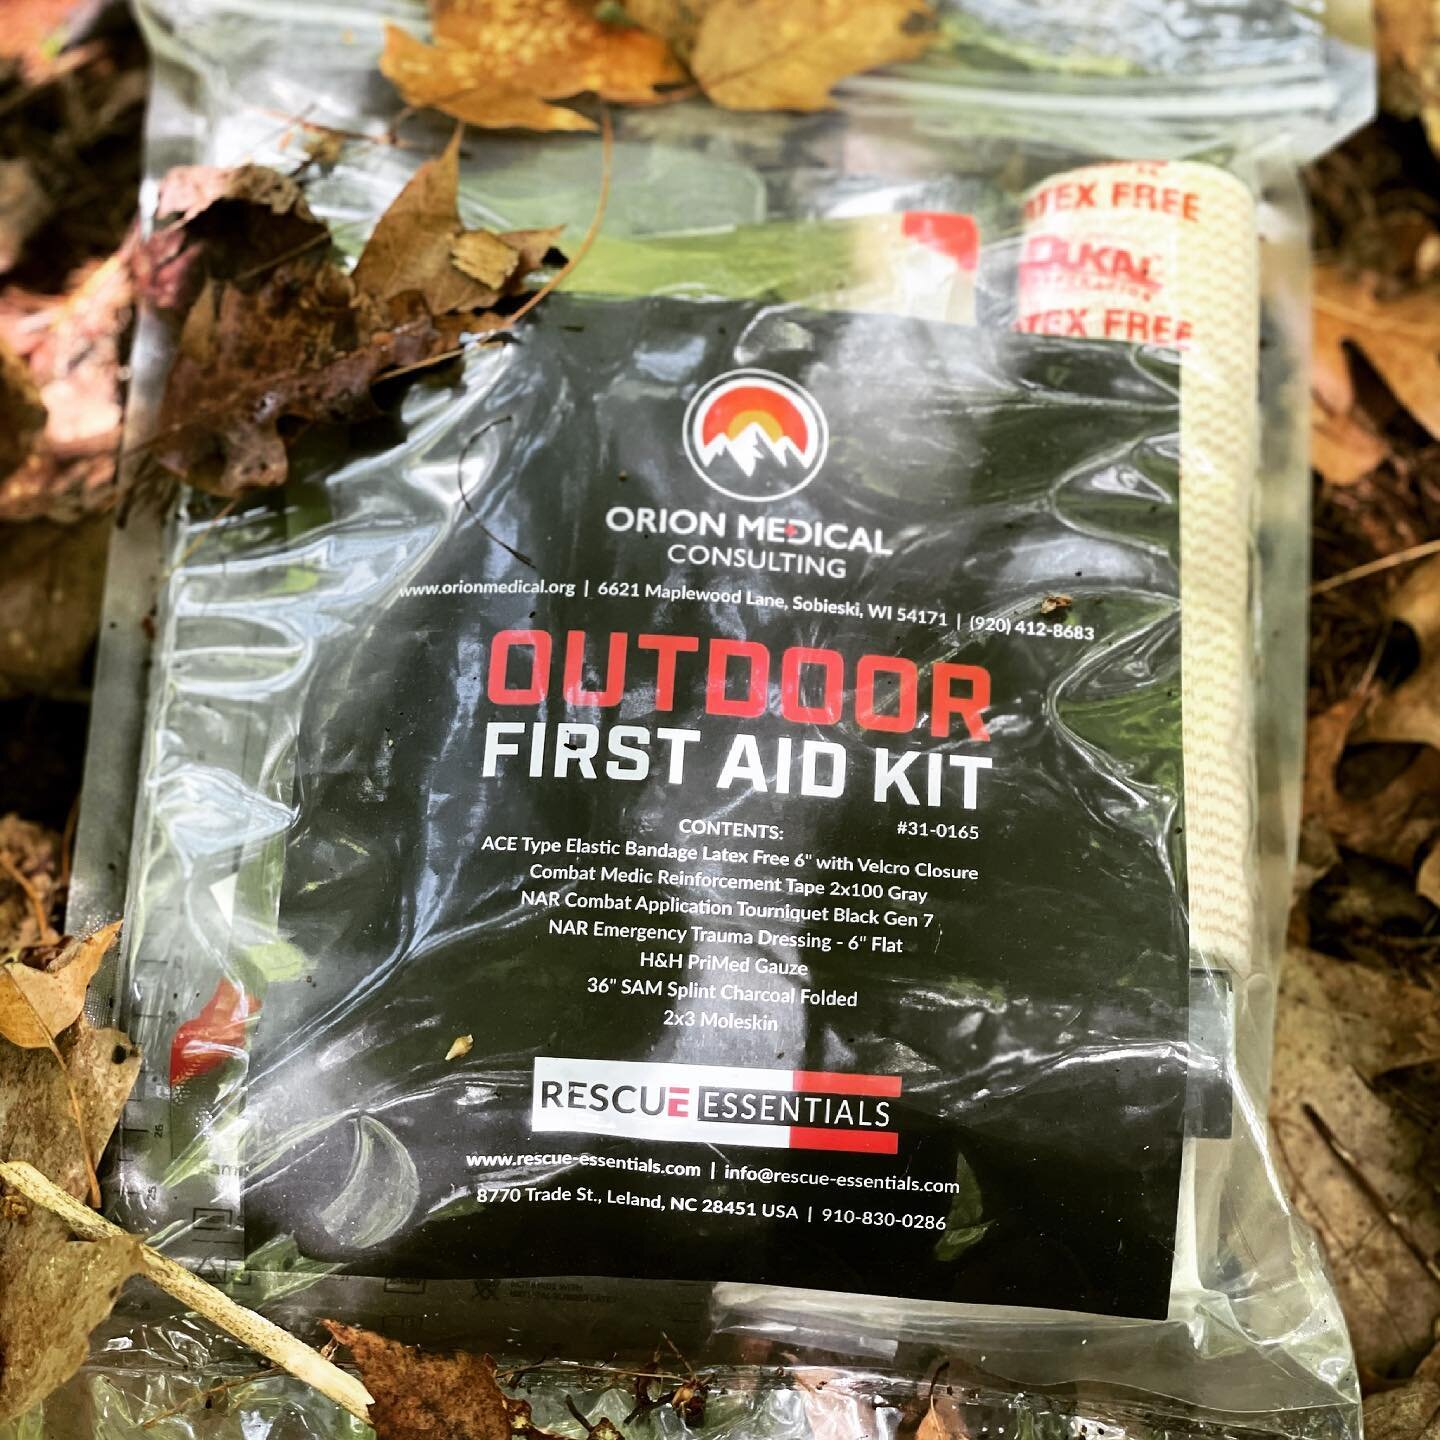 TEX FREE
DUKAL
TEX FREE
ORION MEDICAL
CONSULTING
www.orionmedical.org | 6621 Maplewood Lane, Sobieski, WI 54171 | (920) 412-8683
OUTDOOR
FIRST AID KIT
#31-0165
CONTENTS:
ACE Type Elastic Bandage Latex Free 6" with Velcro Closure
Combat Medic Reinforcement Tape 2x100 Gray
NAR Combat Application Tourniquet Black Gen 7
NAR Emergency Trauma Dressing - 6" Flat
H&H PriMed Gauze
36" SAM Splint Charcoal Folded
2x3 Moleskin
RESCUE ESSENTIALS
www.rescue-essentials.com | info@rescue-essentials.com
8770 Trade St., Leland, NC 28451 USA | 910-830-0286
26
25